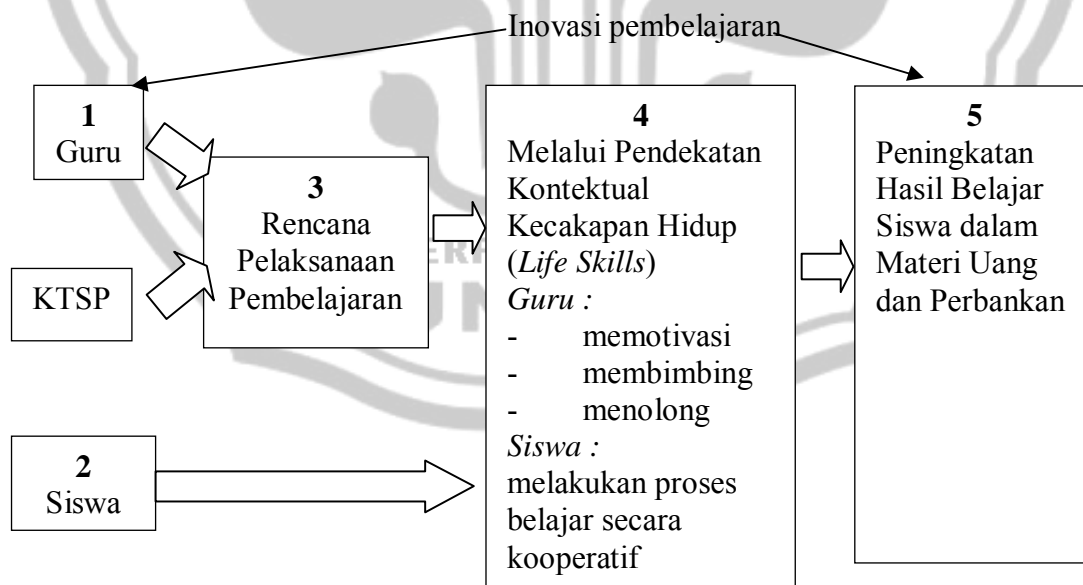 Inovasi pembelajaran
1
Guru
KTSP
2
Siswa
3
Rencana
Pelaksanaan
Pembelajaran
4
Melalui Pendekatan
Kontektual
Kecakapan Hidup
(Life Skills)
Guru :
- memotivasi
- membimbing
- menolong
Siswa :
melakukan proses
belajar secara
kooperatif
5
Peningkatan
Hasil Belajar
Siswa dalam
Materi Uang
dan Perbankan